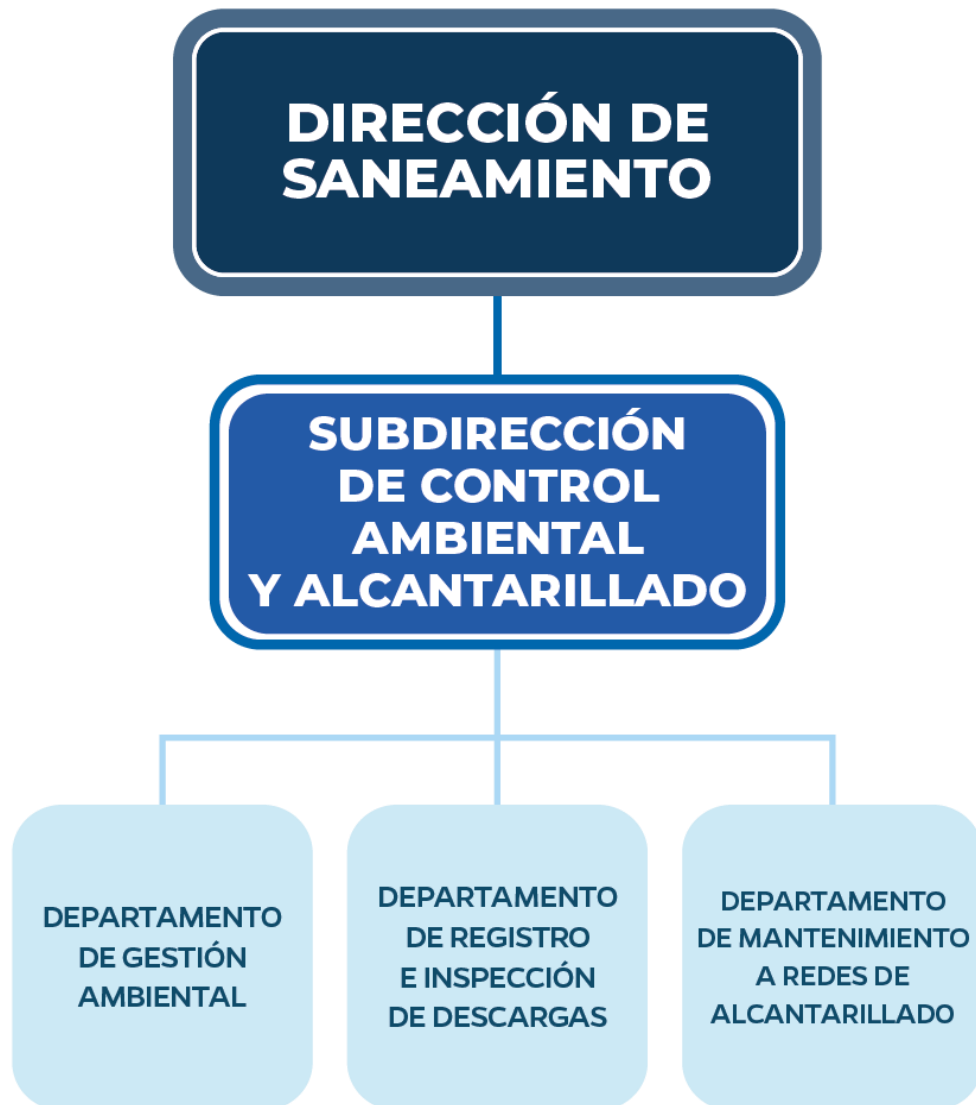 DIRECCIÓN DE
SANEAMIENTO
SUBDIRECCIÓN
DE CONTROL
AMBIENTAL
Y ALCANTARILLADO
DEPARTAMENTO
DE GESTIÓN
AMBIENTAL
DEPARTAMENTO
DE REGISTRO
E INSPECCIÓN
DE DESCARGAS
DEPARTAMENTO
DE MANTENIMIENTO
A REDES DE
ALCANTARILLADO